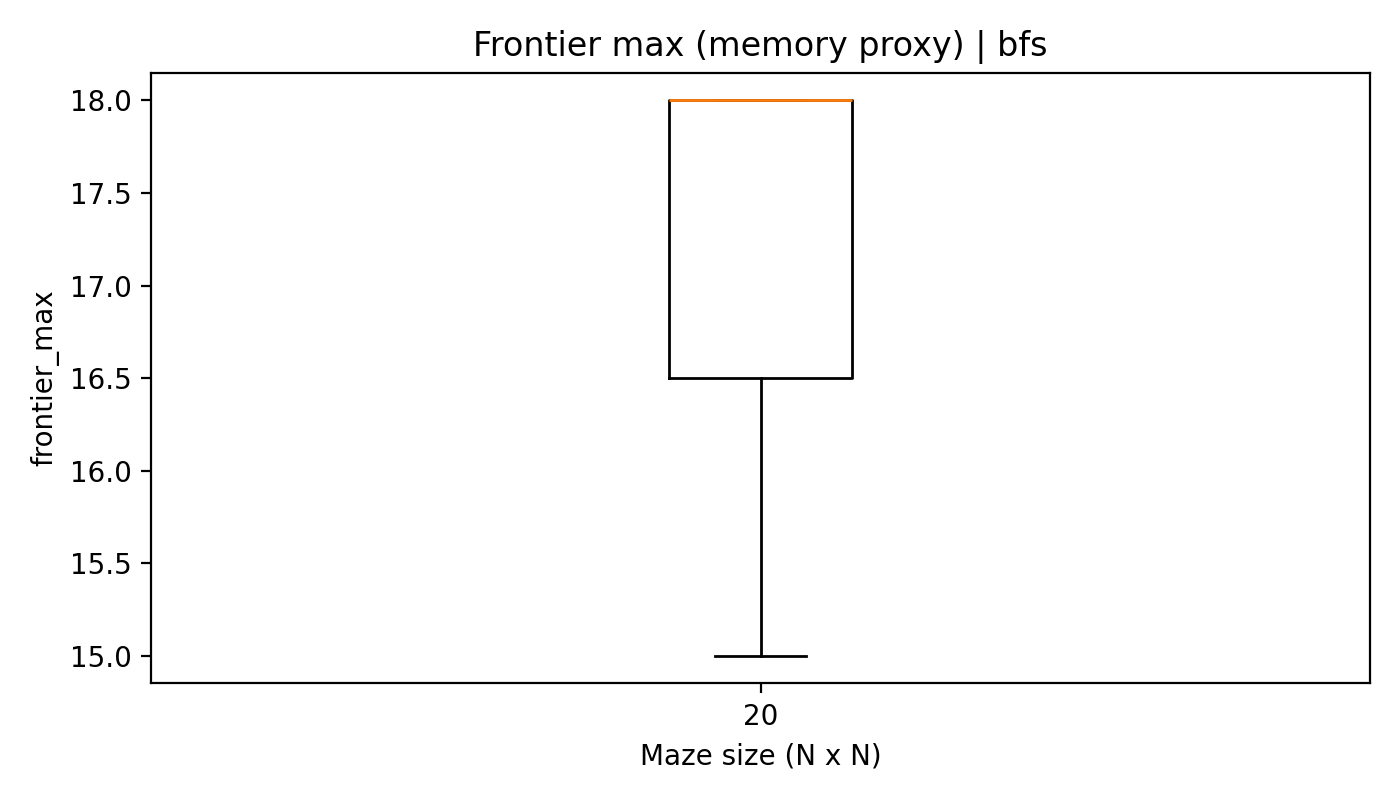 Frontier max (memory proxy) | bfs
18.0
17.5
17.0
16.5
16.0
15.5
15.0
frontier_max
20
Maze size (N x N)